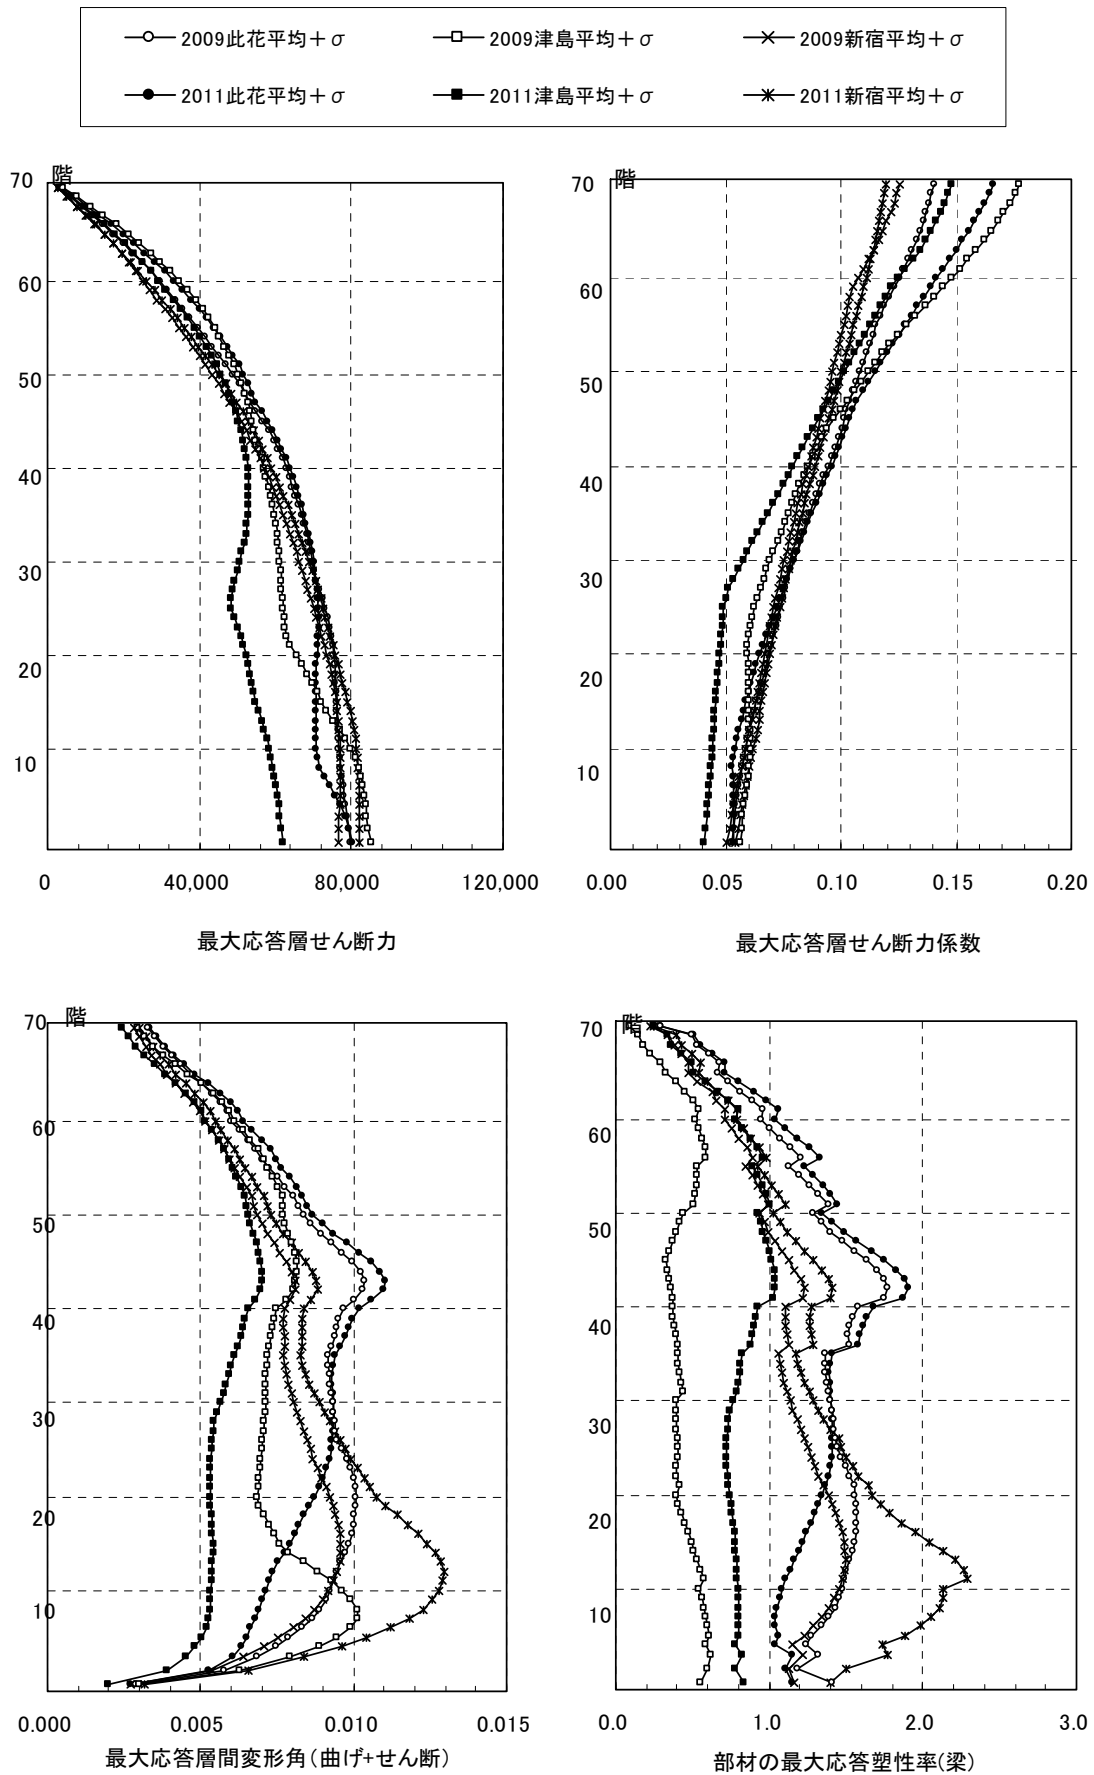 2009此花平均+σ 2009津島平均+σ 2009新宿平均+σ
2011此花平均+σ 2011津島平均+σ 2011新宿平均+σ
階
70
60
50
40
30
20
10
0 40,000 80,000 120,000
最大応答層せん断力
階
70
60
50
40
30
20
10
0.00 0.05 0.10 0.15 0.20
最大応答層せん断力係数
階
70
60
50
40
30
20
10
0.000 0.005 0.010 0.015
最大応答層間変形角(曲げ+せん断)
階
70
60
50
40
30
20
10
0.0 1.0 2.0 3.0
部材の最大応答塑性率(梁)